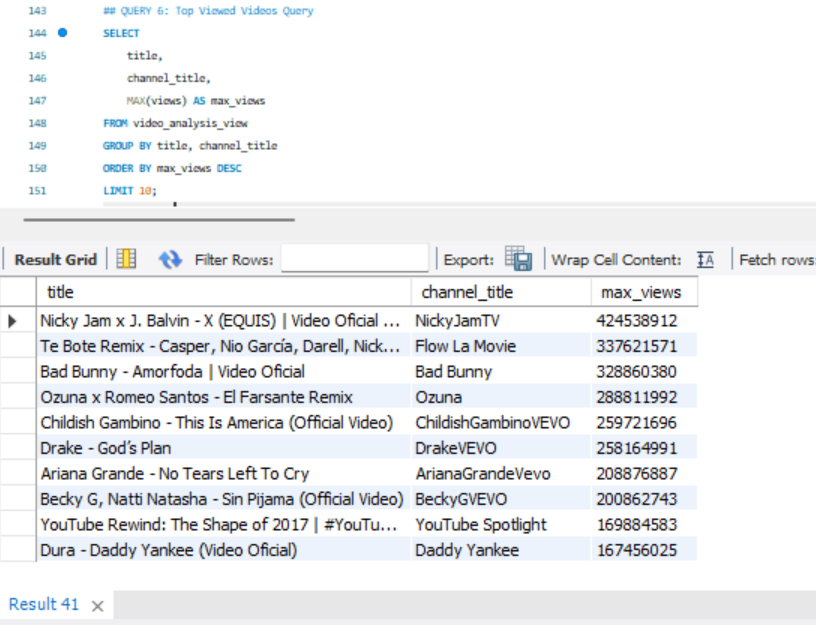 143 ## QUERY 6: Top Viewed Videos Query
144 SELECT
145 title,
146 channel_title,
147 MAX(views) AS max_views
148 FROM video_analysis_view
149 GROUP BY title, channel_title
150 ORDER BY max_views DESC
151 LIMIT 10;
Result Grid Filter Rows: Export: Wrap Cell Content: Fetch rows:
title channel_title max_views
Nicky Jam x J. Balvin - X (EQUIS) | Video Oficial ... NickyJamTV 424538912
Te Bote Remix - Casper, Nio García, Darell, Nick... Flow La Movie 337621571
Bad Bunny - Amorfoda | Video Oficial Bad Bunny 328860380
Ozuna x Romeo Santos - El Farsante Remix Ozuna 288811992
Childish Gambino - This Is America (Official Video) ChildishGambinoVEVO 259721696
Drake - God’s Plan DrakeVEVO 258164991
Ariana Grande - No Tears Left To Cry ArianaGrandeVevo 208876887
Becky G, Natti Natasha - Sin Pijama (Official Video) BeckyGVEVO 200862743
YouTube Rewind: The Shape of 2017 | #YouTu... YouTube Spotlight 169884583
Dura - Daddy Yankee (Video Oficial) Daddy Yankee 167456025
Result 41